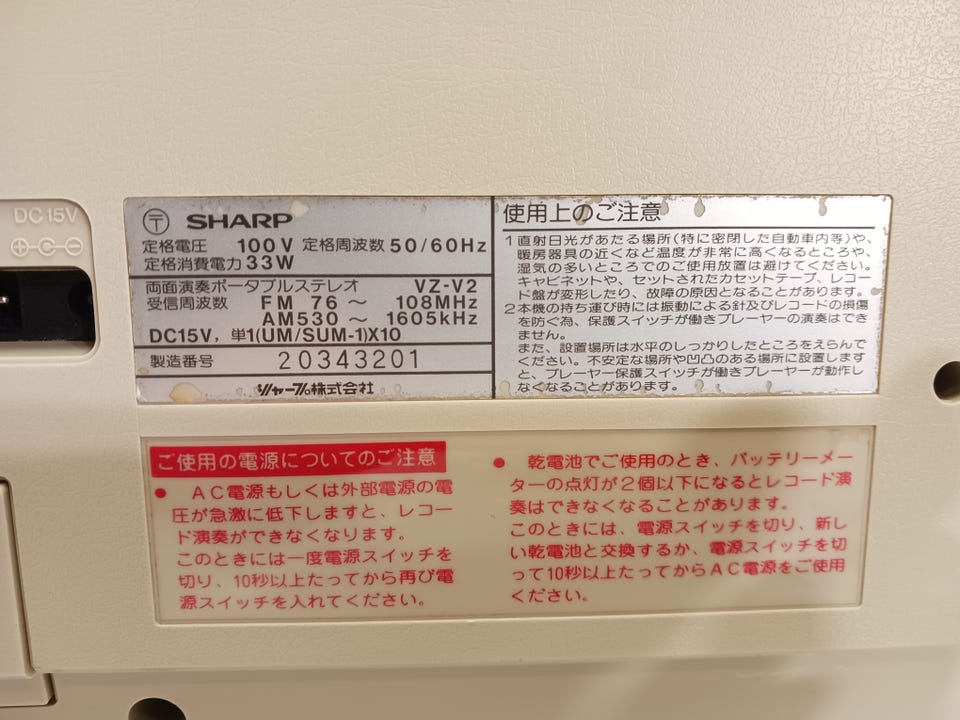 DC 15V
〒 SHARP
定格電圧 100V 定格周波数 50/60Hz
定格消費電力 33W
両面演奏ポータブルステレオ VZ-V2
受信周波数 FM 76 ～ 108MHz
AM530 ～ 1605kHz
DC15V, 単1(UM/SUM-1)X10
製造番号 20343201
シャープ株式会社
使用上のご注意
1 直射日光があたる場所(特に密閉した自動車内等)や、
暖房器具の近くなど温度が非常に高くなるところや、
湿気の多いところでのご使用放置は避けてください。
キャビネットや、セットされたカセットテープ、レコー
ド盤が変形したり、故障の原因となることがあります。
2 本機の持ち運び時には振動による針及びレコードの損傷
を防ぐ為、保護スイッチが働きプレーヤーの演奏はでき
ません。
また、設置場所は水平のしっかりしたところをえらんで
ください。不安定な場所や凹凸のある場所に設置します
と、プレーヤー保護スイッチが働きプレーヤーが動作し
なくなることがあります。
ご使用の電源についてのご注意
● AC電源もしくは外部電源の電
圧が急激に低下しますと、レコー
ド演奏ができなくなります。
このときには一度電源スイッチを
切り、10秒以上たってから再び電
源スイッチを入れてください。
● 乾電池でご使用のとき、バッテリーメー
ターの点灯が2個以下になるとレコード演
奏はできなくなることがあります。
このときには、電源スイッチを切り、新し
い乾電池と交換するか、電源スイッチを切
って10秒以上たってからAC電源をご使用
ください。